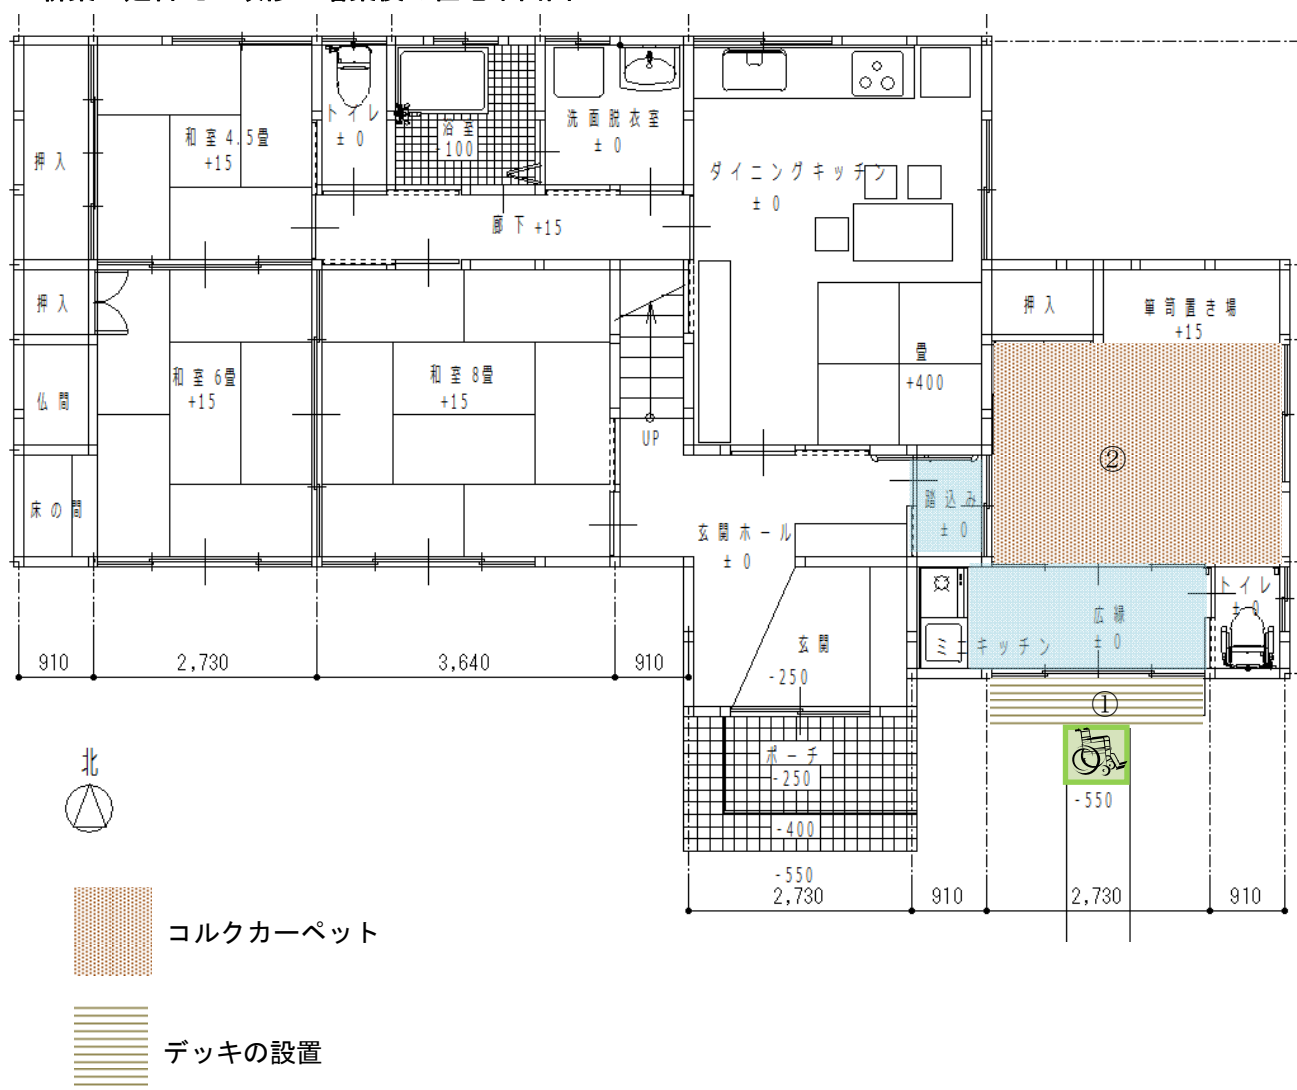 押入
和室4.5畳
+15
トイレ
±0
浴室
-100
洗面脱衣室
±0
ダイニングキッチン
±0
廊下 +15
押入
仏間
床の間
和室6畳
+15
和室8畳
+15
UP
畳
+400
押入
箪笥置き場
+15
②
踏込み
±0
玄関ホール
±0
玄関
-250
ミニキッチン
広縁
±0
トイレ
±0
①
910
2,730
3,640
910
ポーチ
-250
-400
-550
-550
2,730
910
2,730
910
北
コルクカーペット
デッキの設置